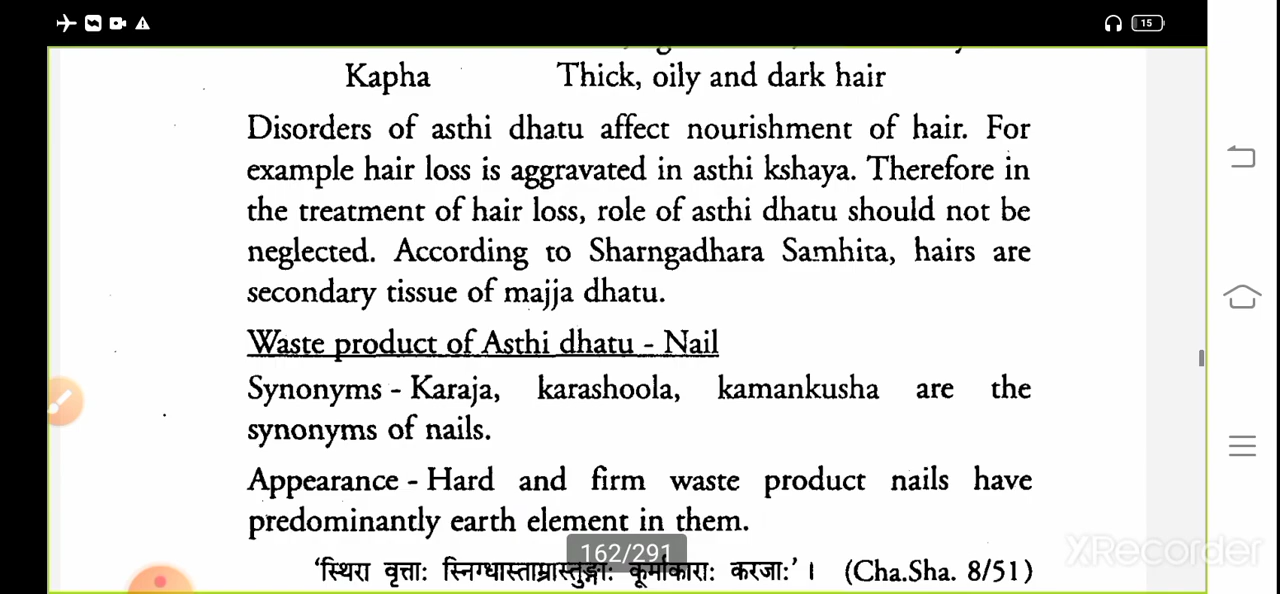 15
Kapha Thick, oily and dark hair
Disorders of asthi dhatu affect nourishment of hair. For
example hair loss is aggravated in asthi kshaya. Therefore in
the treatment of hair loss, role of asthi dhatu should not be
neglected. According to Sharngadhara Samhita, hairs are
secondary tissue of majja dhatu.
Waste product of Asthi dhatu - Nail
Synonyms - Karaja, karashoola, kamankusha are the
synonyms of nails.
Appearance - Hard and firm waste product nails have
predominantly earth element in them.
162/291
'स्थिरा वृत्ताः स्निग्धास्ताम्रास्तुङ्गाः कूर्माकाराः करजाः' । (Cha.Sha. 8/51)
XRecorder